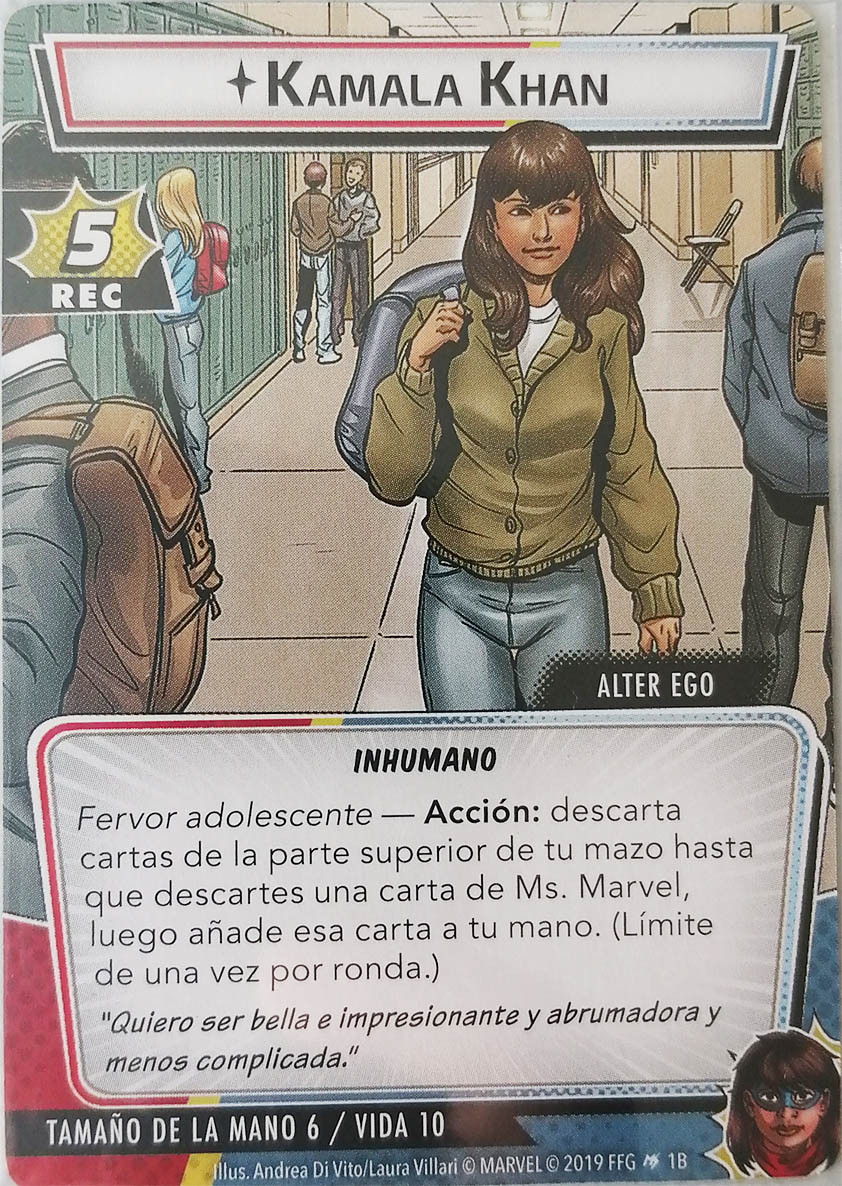 KAMALA KHAN
5
REC
ALTER EGO
INHUMANO
Fervor adolescente — Acción: descarta
cartas de la parte superior de tu mazo hasta
que descartes una carta de Ms. Marvel,
luego añade esa carta a tu mano. (Límite
de una vez por ronda.)
"Quiero ser bella e impresionante y abrumadora y
menos complicada."
TAMAÑO DE LA MANO 6 / VIDA 10
Illus. Andrea Di Vito/Laura Villari © MARVEL © 2019 FFG 1B